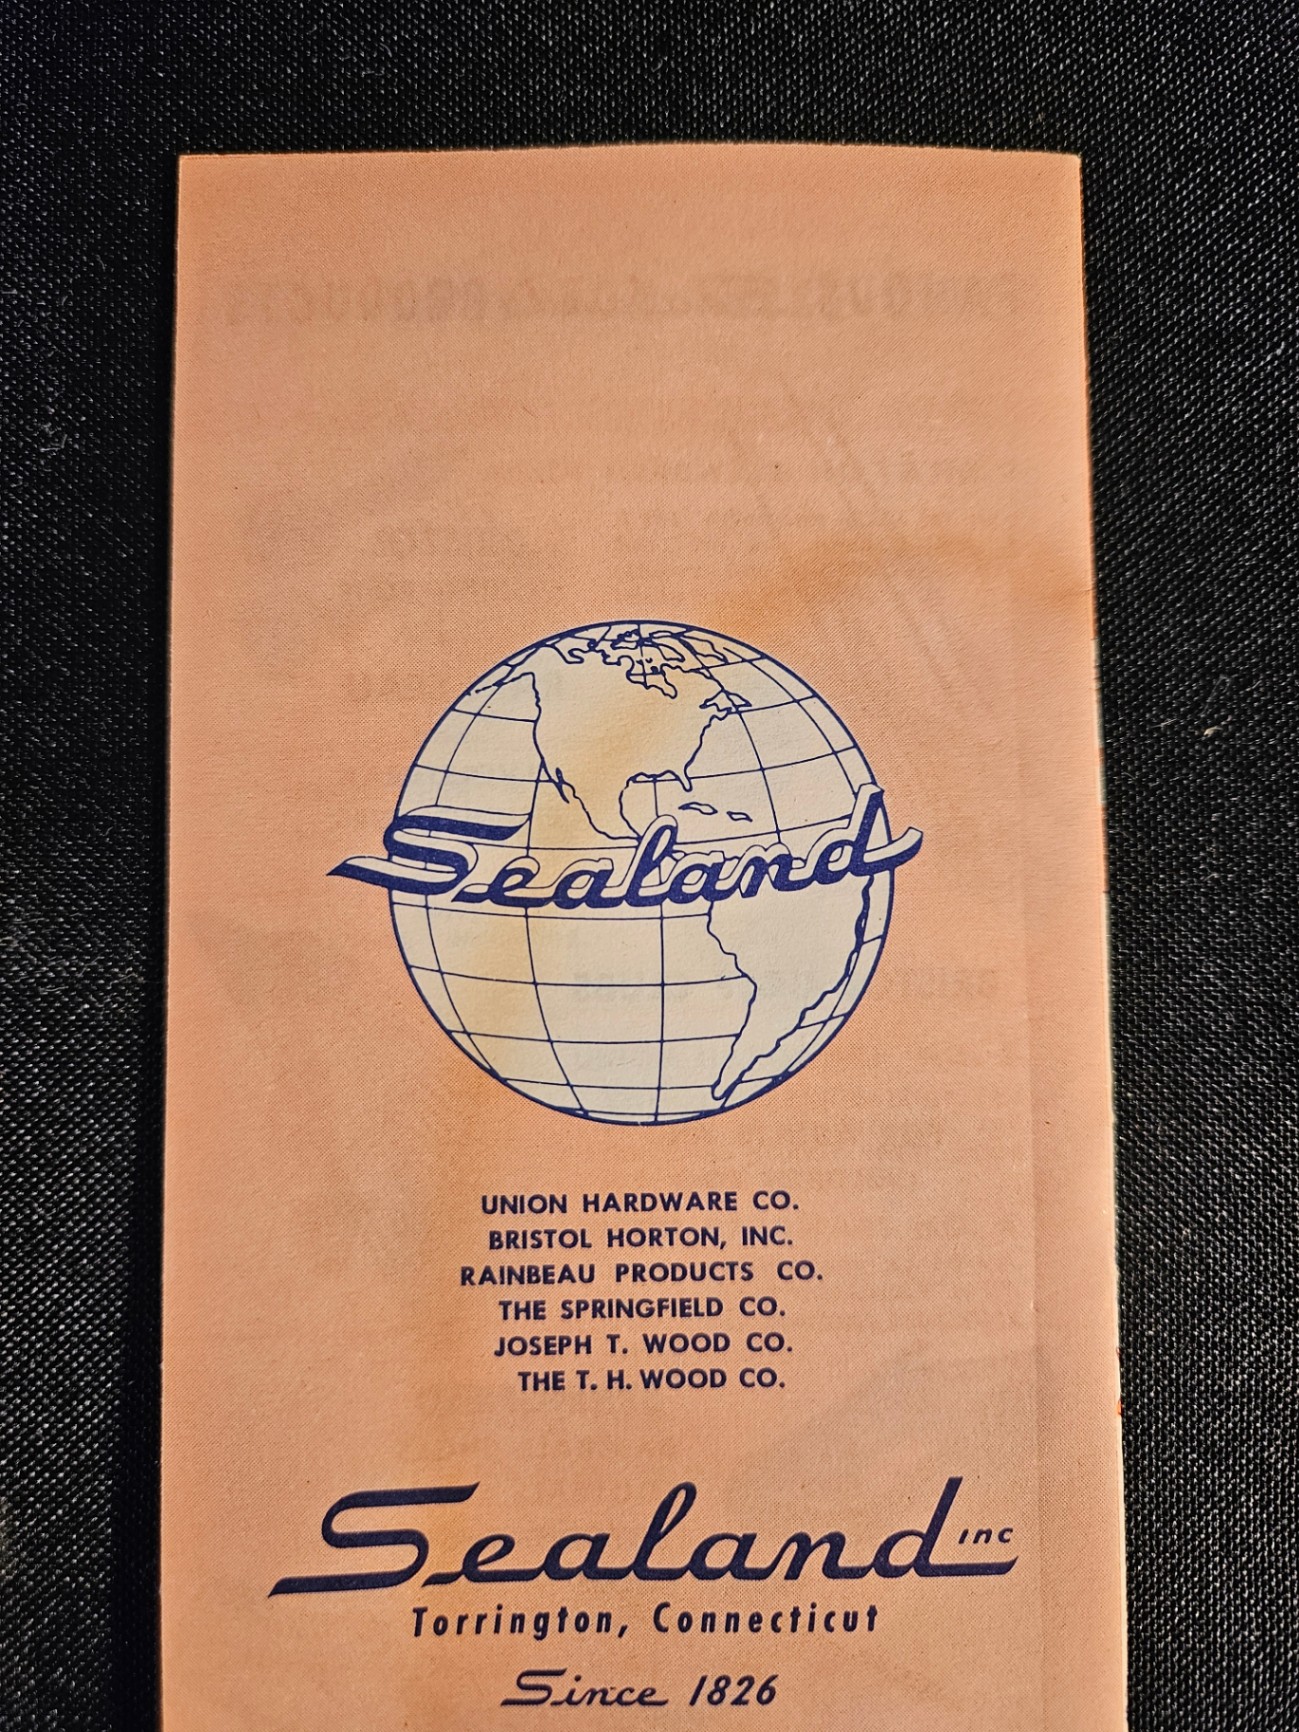 Sealand
UNION HARDWARE CO.
BRISTOL HORTON, INC.
RAINBEAU PRODUCTS CO.
THE SPRINGFIELD CO.
JOSEPH T. WOOD CO.
THE T. H. WOOD CO.
Sealand inc
Torrington, Connecticut
Since 1826